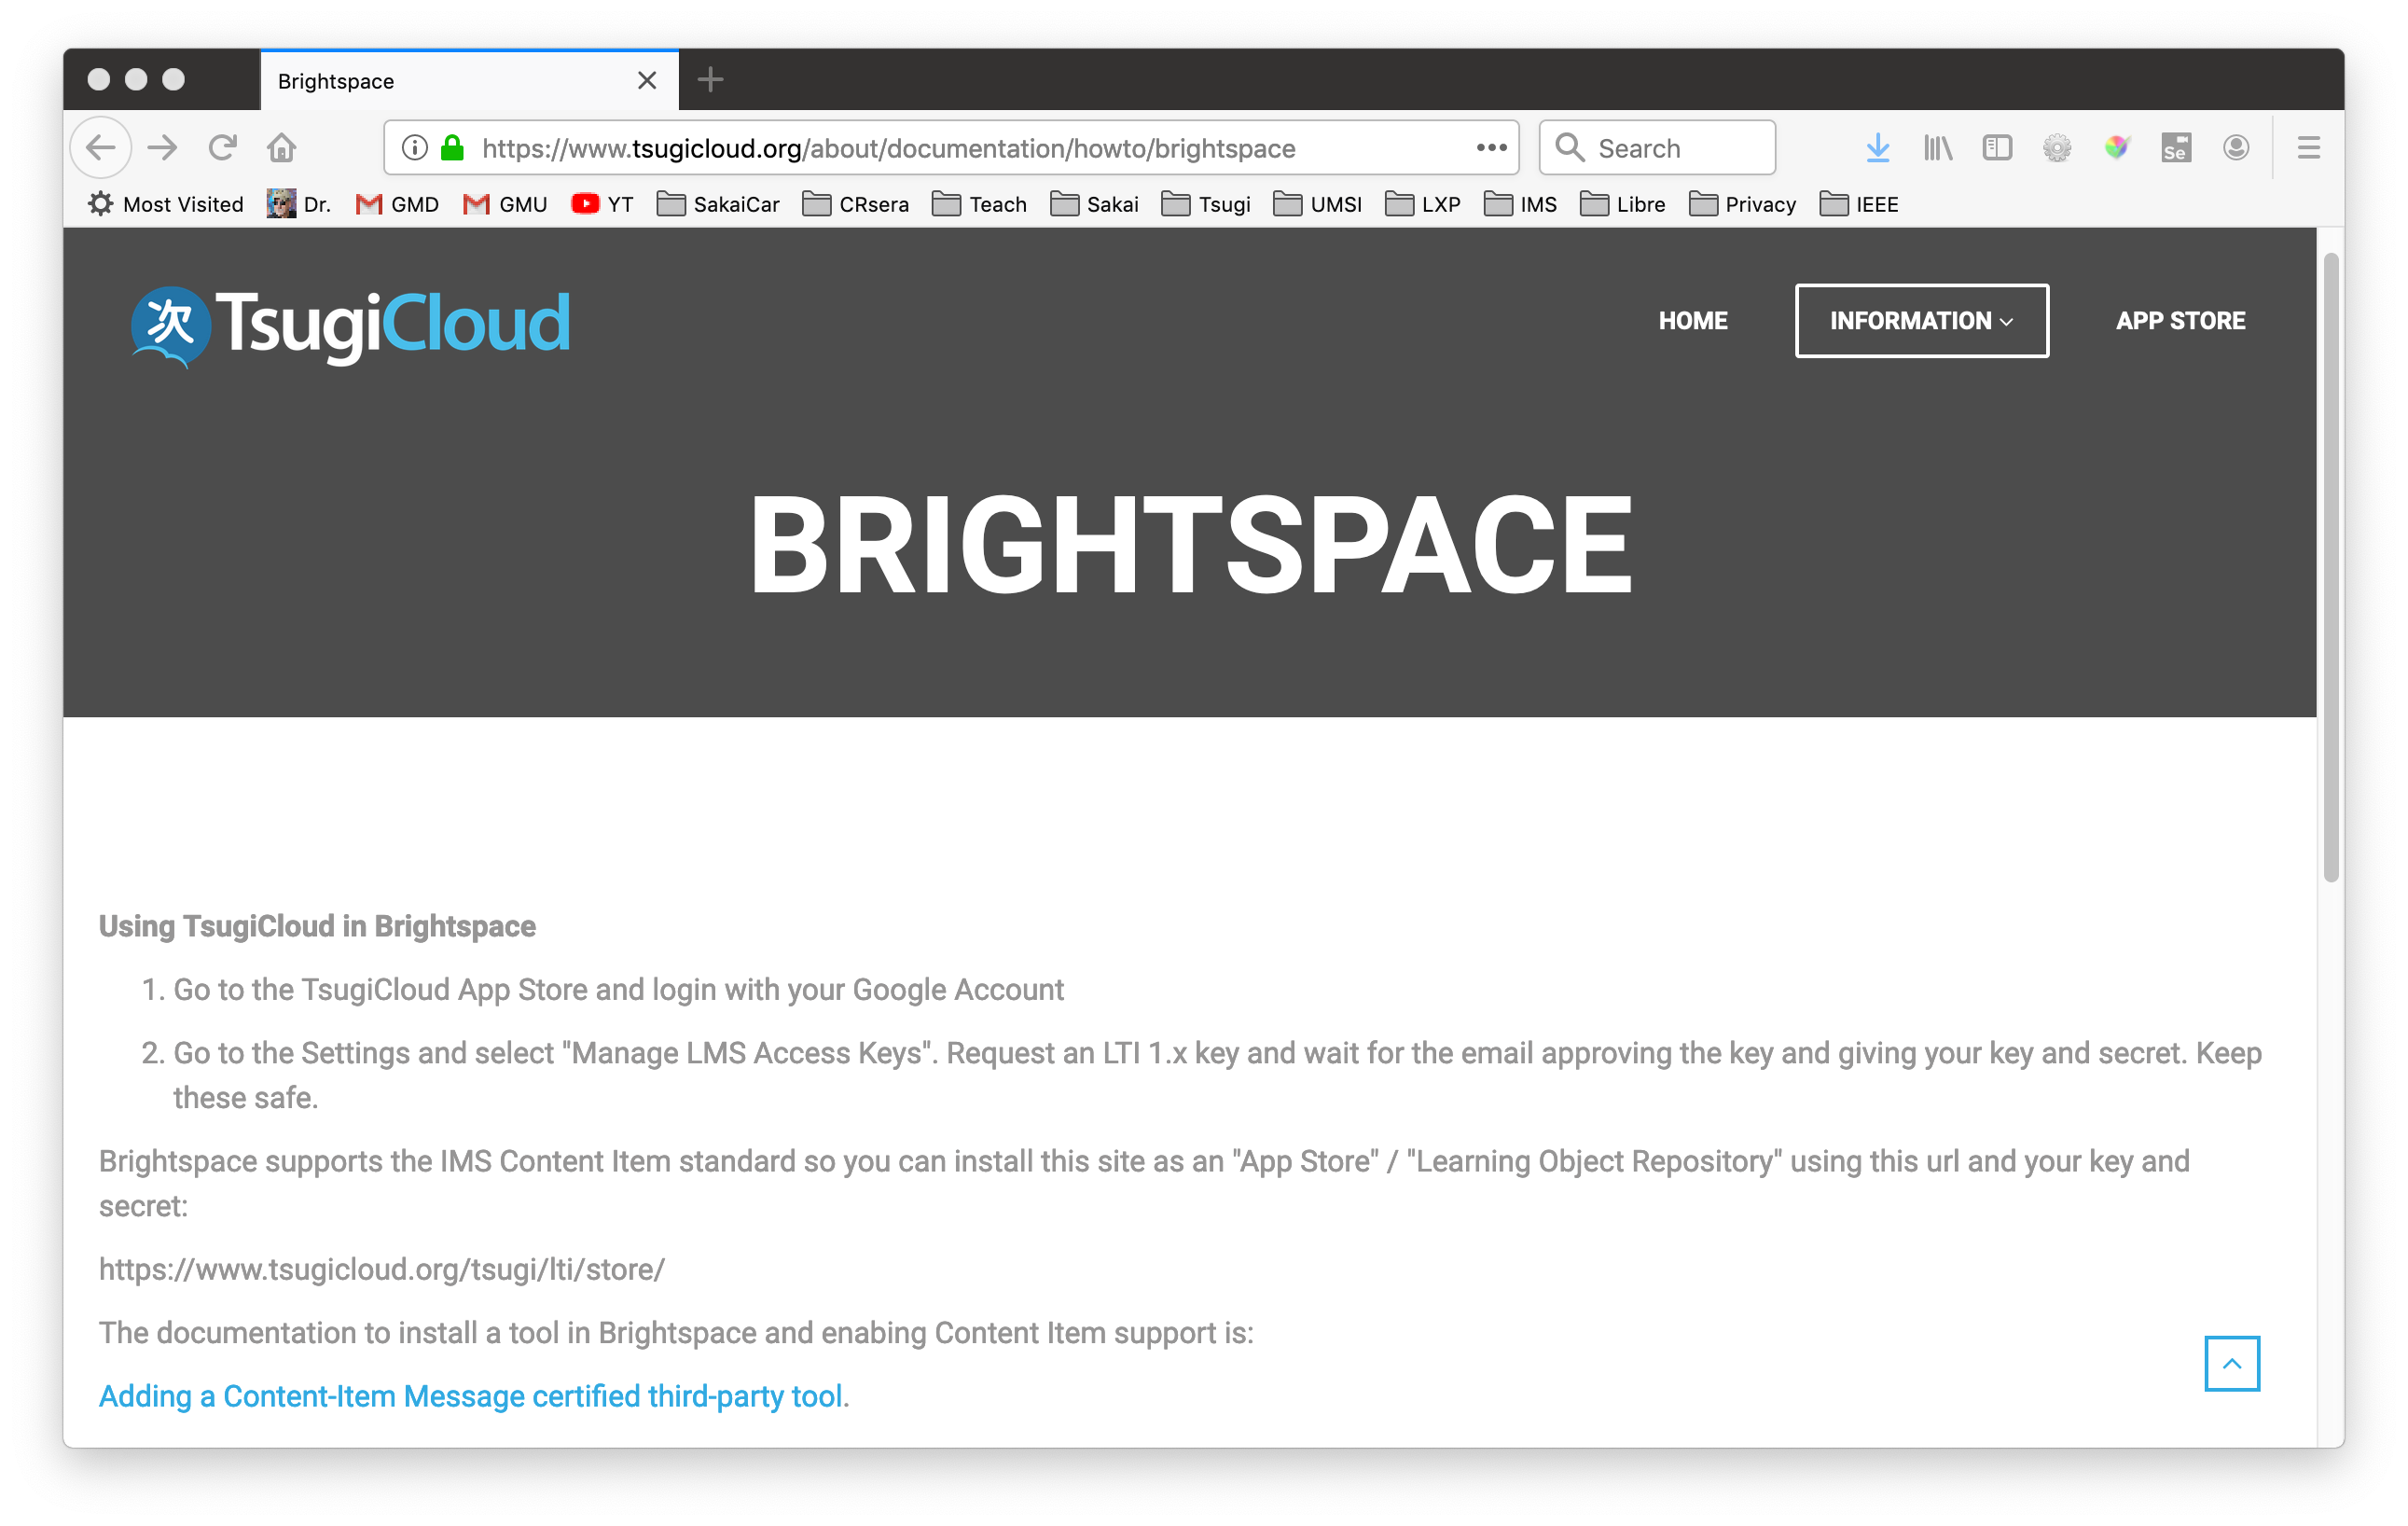 Brightspace
https://www.tsugicloud.org/about/documentation/howto/brightspace
Search
Most Visited Dr. GMD GMU YT SakaiCar CRsera Teach Sakai Tsugi UMSI LXP IMS Libre Privacy IEEE
次 TsugiCloud
HOME INFORMATION APP STORE
BRIGHTSPACE
Using TsugiCloud in Brightspace
1. Go to the TsugiCloud App Store and login with your Google Account
2. Go to the Settings and select "Manage LMS Access Keys". Request an LTI 1.x key and wait for the email approving the key and giving your key and secret. Keep
these safe.
Brightspace supports the IMS Content Item standard so you can install this site as an "App Store" / "Learning Object Repository" using this url and your key and
secret:
https://www.tsugicloud.org/tsugi/lti/store/
The documentation to install a tool in Brightspace and enabing Content Item support is:
Adding a Content-Item Message certified third-party tool.